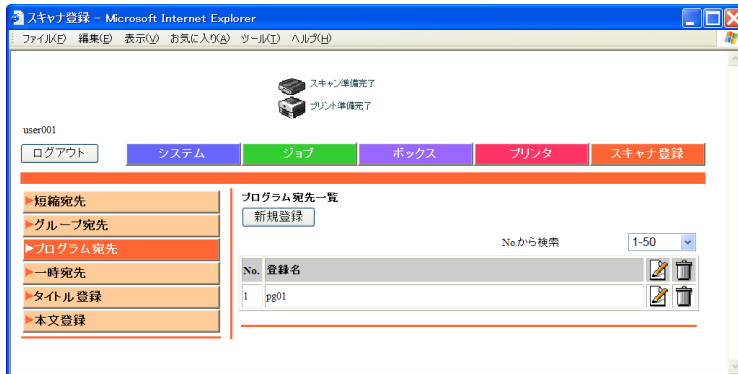 スキャナ登録 - Microsoft Internet Explorer
ファイル(F) 編集(E) 表示(V) お気に入り(A) ツール(T) ヘルプ(H)
スキャン準備完了
プリント準備完了
user001
ログアウト システム ジョブ ボックス プリンタ スキャナ登録
短縮宛先
グループ宛先
プログラム宛先
一時宛先
タイトル登録
本文登録
プログラム宛先一覧
新規登録
No.から検索 1-50
No. 登録名
1 pg01